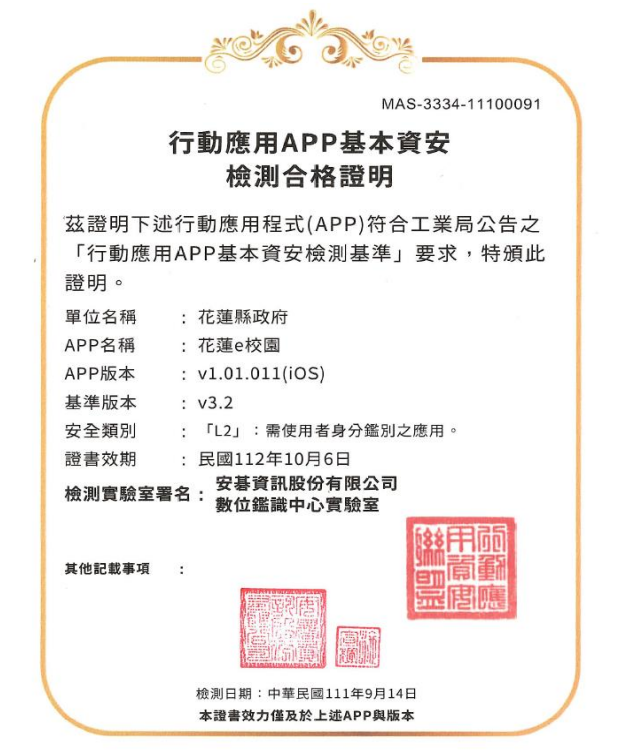 MAS-3334-11100091
行動應用APP基本資安
檢測合格證明
茲證明下述行動應用程式(APP)符合工業局公告之
「行動應用APP基本資安檢測基準」要求，特頒此
證明。
單位名稱 ： 花蓮縣政府
APP名稱 ： 花蓮e校園
APP版本 ： v1.01.011(iOS)
基準版本 ： v3.2
安全類別 ： 「L2」：需使用者身分鑑別之應用。
證書效期 ： 民國112年10月6日
檢測實驗室署名： 安碁資訊股份有限公司
數位鑑識中心實驗室
行動應用資安聯盟
其他記載事項 ：
檢測日期：中華民國111年9月14日
本證書效力僅及於上述APP與版本